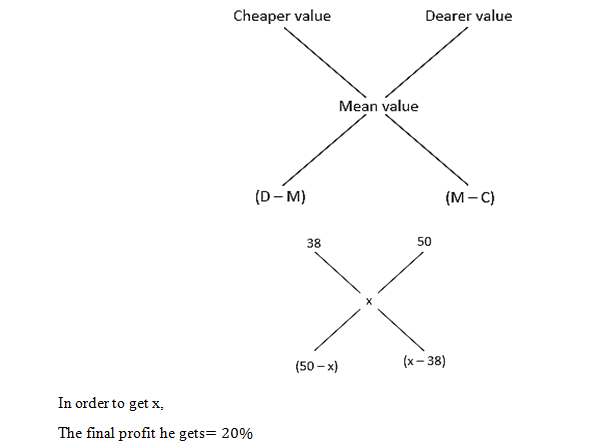 Cheaper value Dearer value
Mean value
(D – M) (M – C)
38 50
x
(50 – x) (x – 38)
In order to get x,
The final profit he gets= 20%